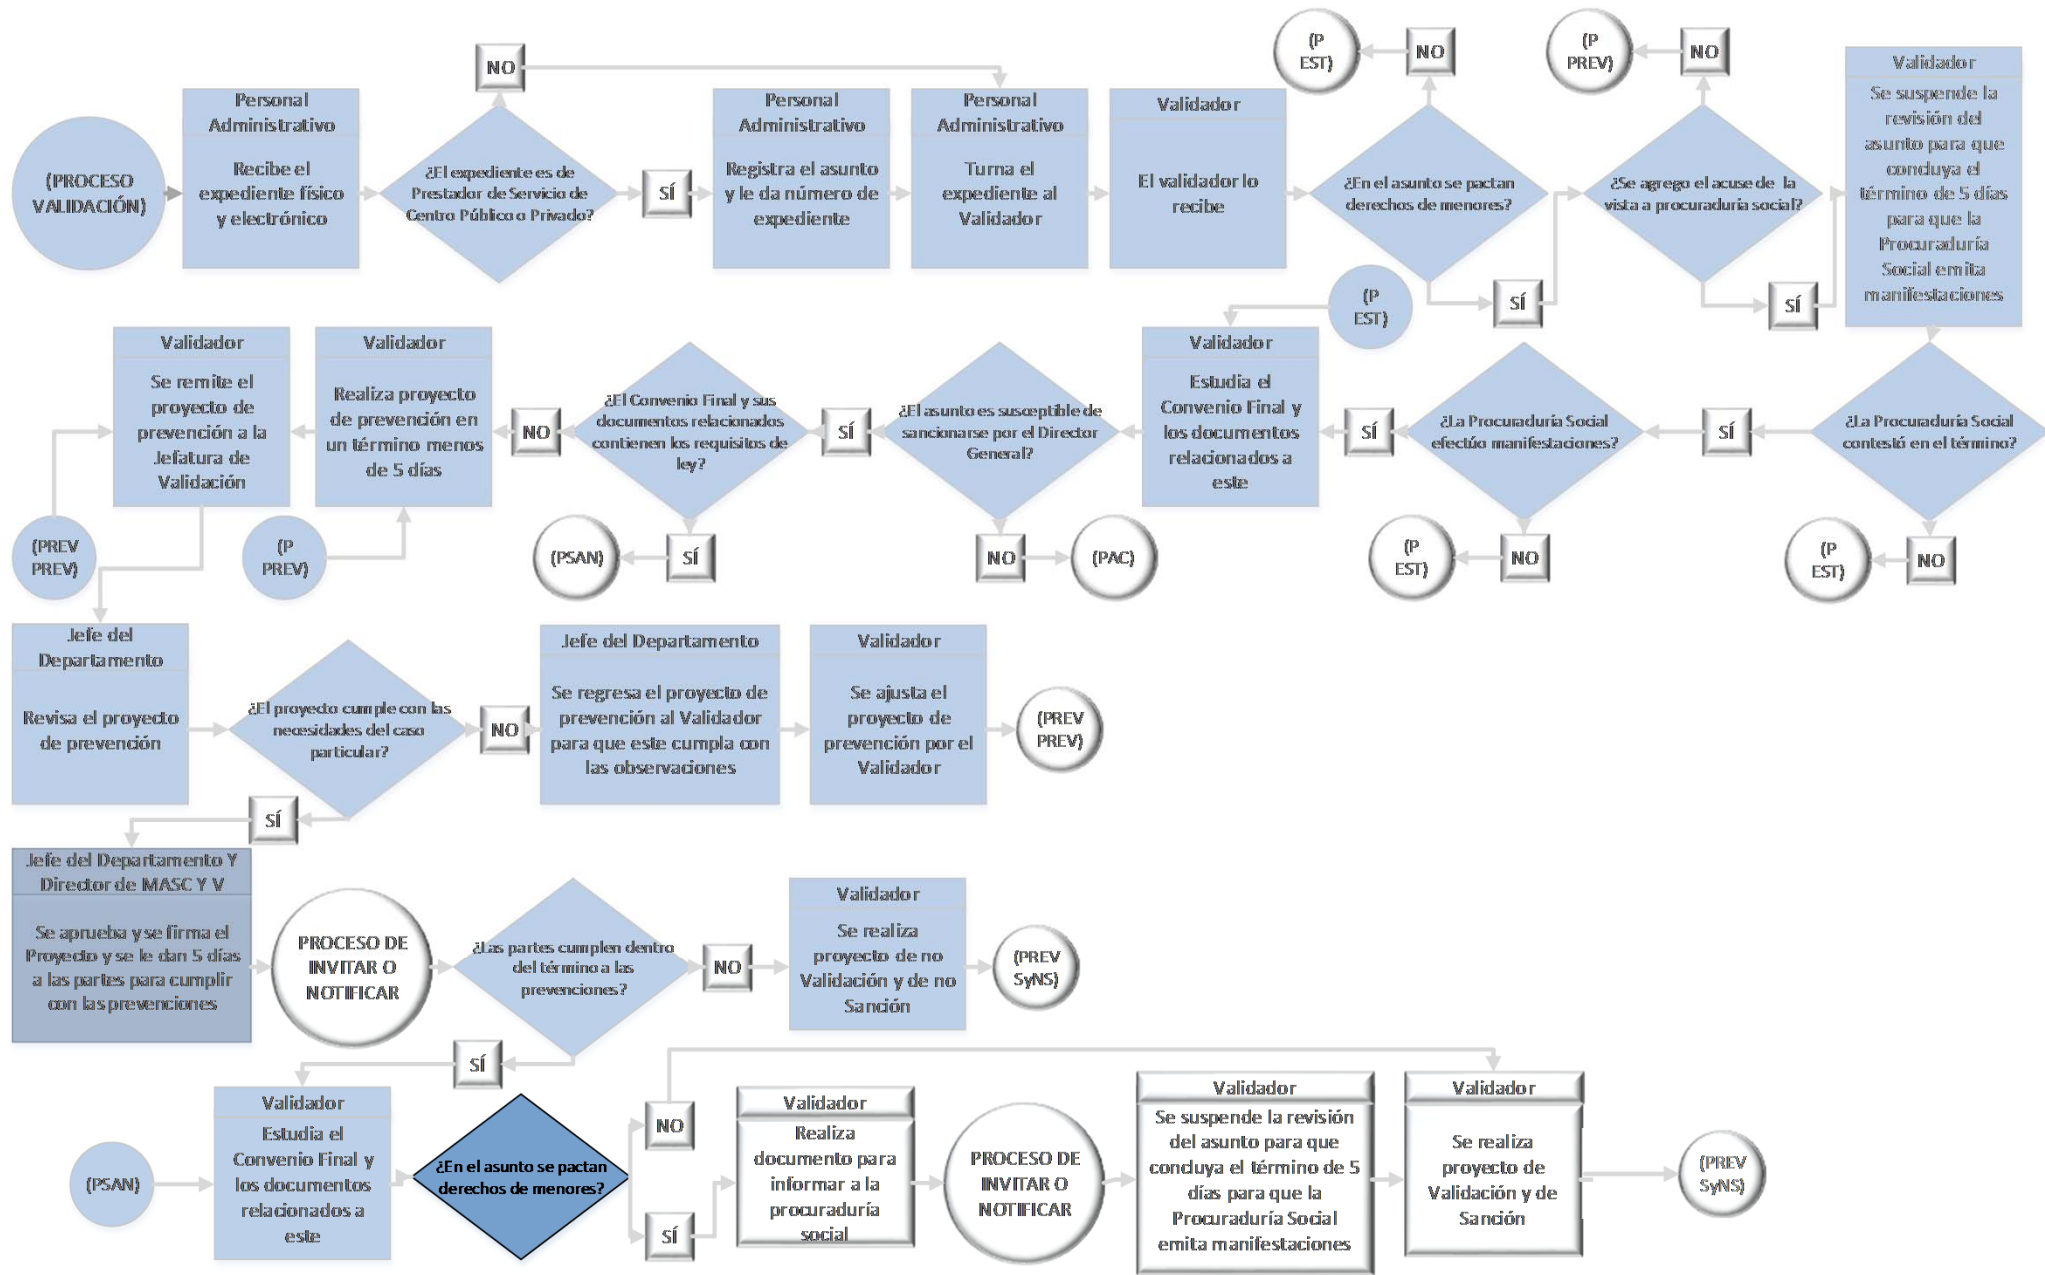 (PROCESO
VALIDACIÓN)
Personal
Administrativo
Recibe el
expediente físico
y electrónico
NO
¿El expediente es de
Prestador de Servicio de
Centro Público o Privado?
SÍ
Personal
Administrativo
Registra el asunto
y le da número de
expediente
Personal
Administrativo
Turna el
expediente al
Validador
Validador
El validador lo
recibe
(P
EST)
NO
¿En el asunto se pactan
derechos de menores?
SÍ
(P
PREV)
NO
¿Se agrego el acuse de la
vista a procuraduría social?
SÍ
Validador
Se suspende la
revisión del
asunto para que
concluya el
término de 5 días
para que la
Procuraduría
Social emita
manifestaciones
Validador
Se remite el
proyecto de
prevención a la
Jefatura de
Validación
Validador
Realiza proyecto
de prevención en
un término menos
de 5 días
NO
¿El Convenio Final y sus
documentos relacionados
contienen los requisitos de
ley?
SÍ
¿El asunto es susceptible de
sancionarse por el Director
General?
Validador
Estudia el
Convenio Final y
los documentos
relacionados a
este
(P
EST)
SÍ
¿La Procuraduría Social
efectúo manifestaciones?
SÍ
¿La Procuraduría Social
contestó en el término?
(PREV
PREV)
(P
PREV)
(PSAN)
SÍ
NO
(PAC)
(P
EST)
NO
(P
EST)
NO
Jefe del
Departamento
Revisa el proyecto
de prevención
¿El proyecto cumple con las
necesidades del caso
particular?
NO
Jefe del Departamento
Se regresa el proyecto de
prevención al Validador
para que este cumpla con
las observaciones
Validador
Se ajusta el
proyecto de
prevención por el
Validador
(PREV
PREV)
SÍ
Jefe del Departamento Y
Director de MASC Y V
Se aprueba y se firma el
Proyecto y se le dan 5 días
a las partes para cumplir
con las prevenciones
PROCESO DE
INVITAR O
NOTIFICAR
¿Las partes cumplen dentro
del término a las
prevenciones?
NO
Validador
Se realiza
proyecto de no
Validación y de no
Sanción
(PREV
SyNS)
SÍ
(PSAN)
Validador
Estudia el
Convenio Final y
los documentos
relacionados a
este
¿En el asunto se pactan
derechos de menores?
NO
SÍ
Validador
Realiza
documento para
informar a la
procuraduría
social
PROCESO DE
INVITAR O
NOTIFICAR
Validador
Se suspende la revisión
del asunto para que
concluya el término de 5
días para que la
Procuraduría Social
emita manifestaciones
Validador
Se realiza
proyecto de
Validación y de
Sanción
(PREV
SyNS)